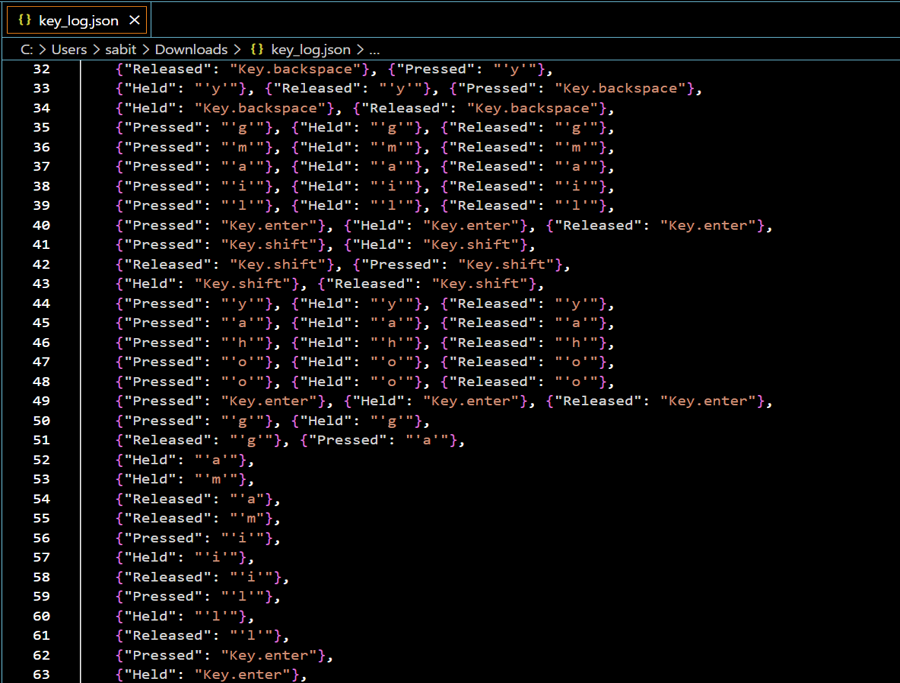 {} key_log.json ×
C: > Users > sabit > Downloads > {} key_log.json > ...
32 {"Released": "Key.backspace"}, {"Pressed": "'y'"},
33 {"Held": "'y'"}, {"Released": "'y'"}, {"Pressed": "Key.backspace"},
34 {"Held": "Key.backspace"}, {"Released": "Key.backspace"},
35 {"Pressed": "'g'"}, {"Held": "'g'"}, {"Released": "'g'"},
36 {"Pressed": "'m'"}, {"Held": "'m'"}, {"Released": "'m'"},
37 {"Pressed": "'a'"}, {"Held": "'a'"}, {"Released": "'a'"},
38 {"Pressed": "'i'"}, {"Held": "'i'"}, {"Released": "'i'"},
39 {"Pressed": "'l'"}, {"Held": "'l'"}, {"Released": "'l'"},
40 {"Pressed": "Key.enter"}, {"Held": "Key.enter"}, {"Released": "Key.enter"},
41 {"Pressed": "Key.shift"}, {"Held": "Key.shift"},
42 {"Released": "Key.shift"}, {"Pressed": "Key.shift"},
43 {"Held": "Key.shift"}, {"Released": "Key.shift"},
44 {"Pressed": "'y'"}, {"Held": "'y'"}, {"Released": "'y'"},
45 {"Pressed": "'a'"}, {"Held": "'a'"}, {"Released": "'a'"},
46 {"Pressed": "'h'"}, {"Held": "'h'"}, {"Released": "'h'"},
47 {"Pressed": "'o'"}, {"Held": "'o'"}, {"Released": "'o'"},
48 {"Pressed": "'o'"}, {"Held": "'o'"}, {"Released": "'o'"},
49 {"Pressed": "Key.enter"}, {"Held": "Key.enter"}, {"Released": "Key.enter"},
50 {"Pressed": "'g'"}, {"Held": "'g'"},
51 {"Released": "'g'"}, {"Pressed": "'a'"},
52 {"Held": "'a'"},
53 {"Held": "'m'"},
54 {"Released": "'a"},
55 {"Released": "'m"},
56 {"Pressed": "'i'"},
57 {"Held": "'i'"},
58 {"Released": "'i'"},
59 {"Pressed": "'l'"},
60 {"Held": "'l'"},
61 {"Released": "'l'"},
62 {"Pressed": "Key.enter"},
63 {"Held": "Key.enter"},